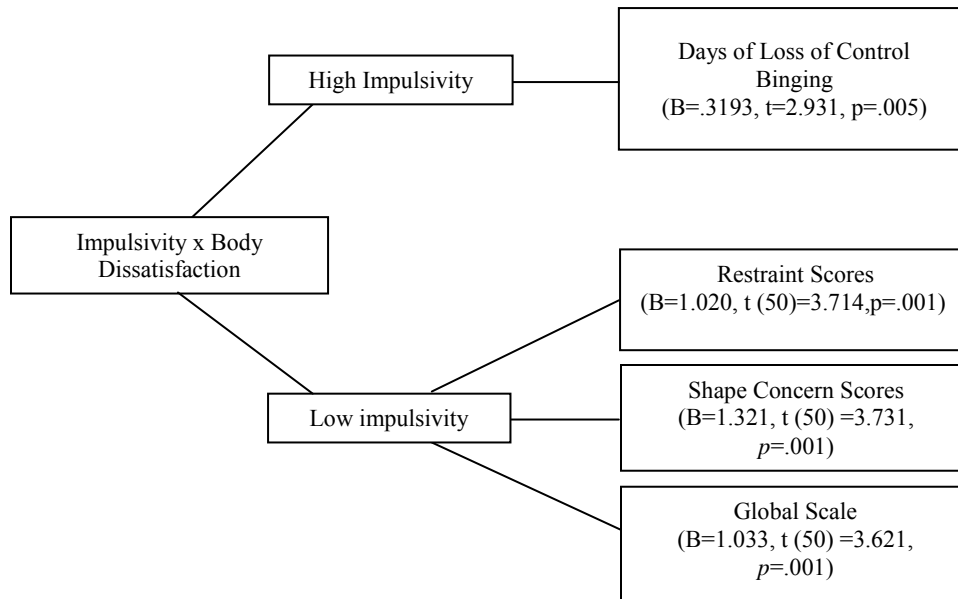 High Impulsivity
Days of Loss of Control
Binging
(B=.3193, t=2.931, p=.005)
Impulsivity x Body
Dissatisfaction
Low impulsivity
Restraint Scores
(B=1.020, t (50)=3.714,p=.001)
Shape Concern Scores
(B=1.321, t (50) =3.731,
p=.001)
Global Scale
(B=1.033, t (50) =3.621,
p=.001)